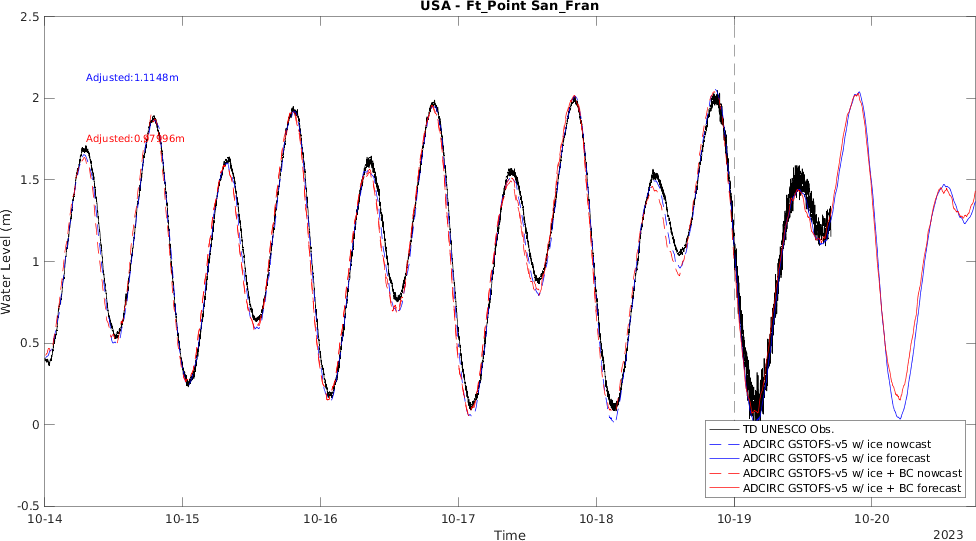 USA - Ft_Point San_Fran
2.5
2
1.5
1
0.5
0
-0.5
Water Level (m)
Adjusted:1.1148m
Adjusted:0.97996m
TD UNESCO Obs.
ADCIRC GSTOFS-v5 w/ ice nowcast
ADCIRC GSTOFS-v5 w/ ice forecast
ADCIRC GSTOFS-v5 w/ ice + BC nowcast
ADCIRC GSTOFS-v5 w/ ice + BC forecast
10-14 10-15 10-16 10-17 10-18 10-19 10-20
Time
2023